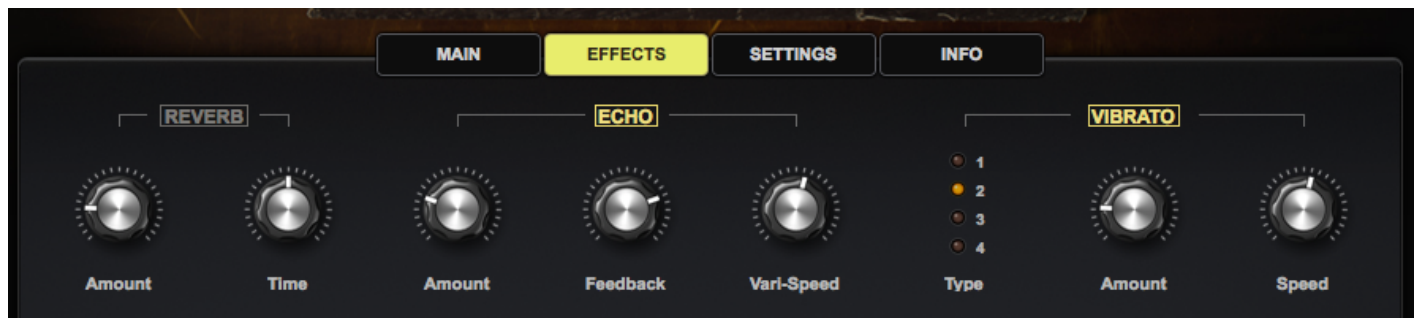 MAIN EFFECTS SETTINGS INFO
REVERB ECHO VIBRATO
1
2
3
4
Amount Time Amount Feedback Vari-Speed Type Amount Speed